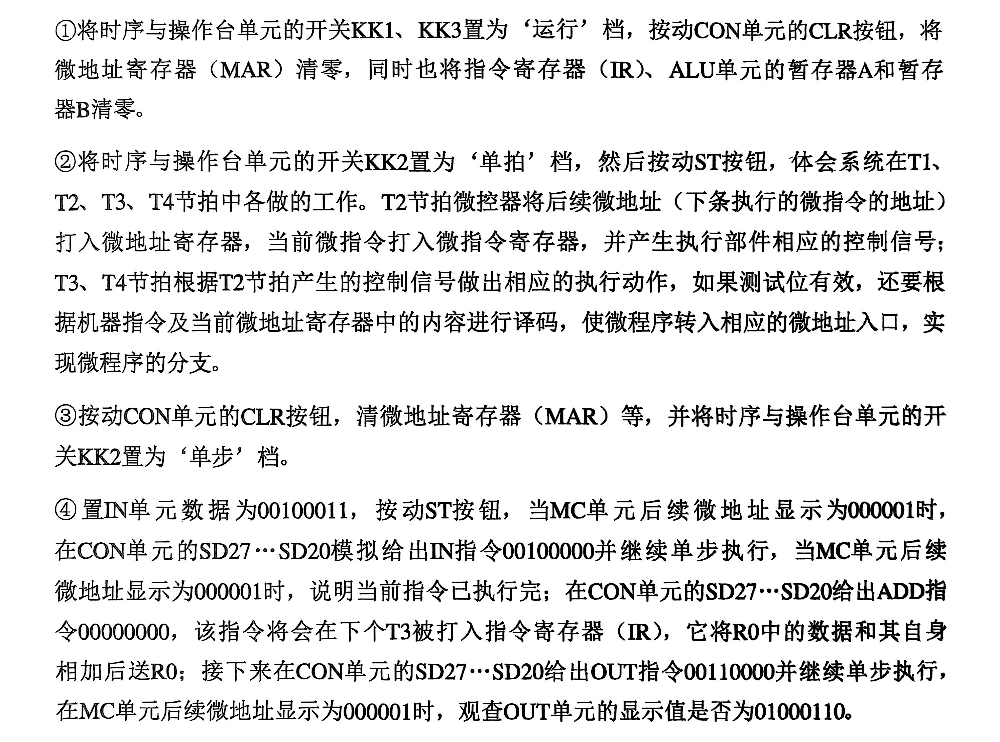 ①将时序与操作台单元的开关KK1、KK3置为‘运行’档，按动CON单元的CLR按钮，将
微地址寄存器（MAR）清零，同时也将指令寄存器（IR）、ALU单元的暂存器A和暂存
器B清零。
②将时序与操作台单元的开关KK2置为‘单拍’档，然后按动ST按钮，体会系统在T1、
T2、T3、T4节拍中各做的工作。T2节拍微控器将后续微地址（下条执行的微指令的地址）
打入微地址寄存器，当前微指令打入微指令寄存器，并产生执行部件相应的控制信号；
T3、T4节拍根据T2节拍产生的控制信号做出相应的执行动作，如果测试位有效，还要根
据机器指令及当前微地址寄存器中的内容进行译码，使微程序转入相应的微地址入口，实
现微程序的分支。
③按动CON单元的CLR按钮，清微地址寄存器（MAR）等，并将时序与操作台单元的开
关KK2置为‘单步’档。
④置IN单元数据为00100011，按动ST按钮，当MC单元后续微地址显示为000001时，
在CON单元的SD27…SD20模拟给出IN指令00100000并继续单步执行，当MC单元后续
微地址显示为000001时，说明当前指令已执行完；在CON单元的SD27…SD20给出ADD指
令00000000，该指令将会在下个T3被打入指令寄存器（IR），它将R0中的数据和其自身
相加后送R0；接下来在CON单元的SD27…SD20给出OUT指令00110000并继续单步执行，
在MC单元后续微地址显示为000001时，观查OUT单元的显示值是否为01000110。